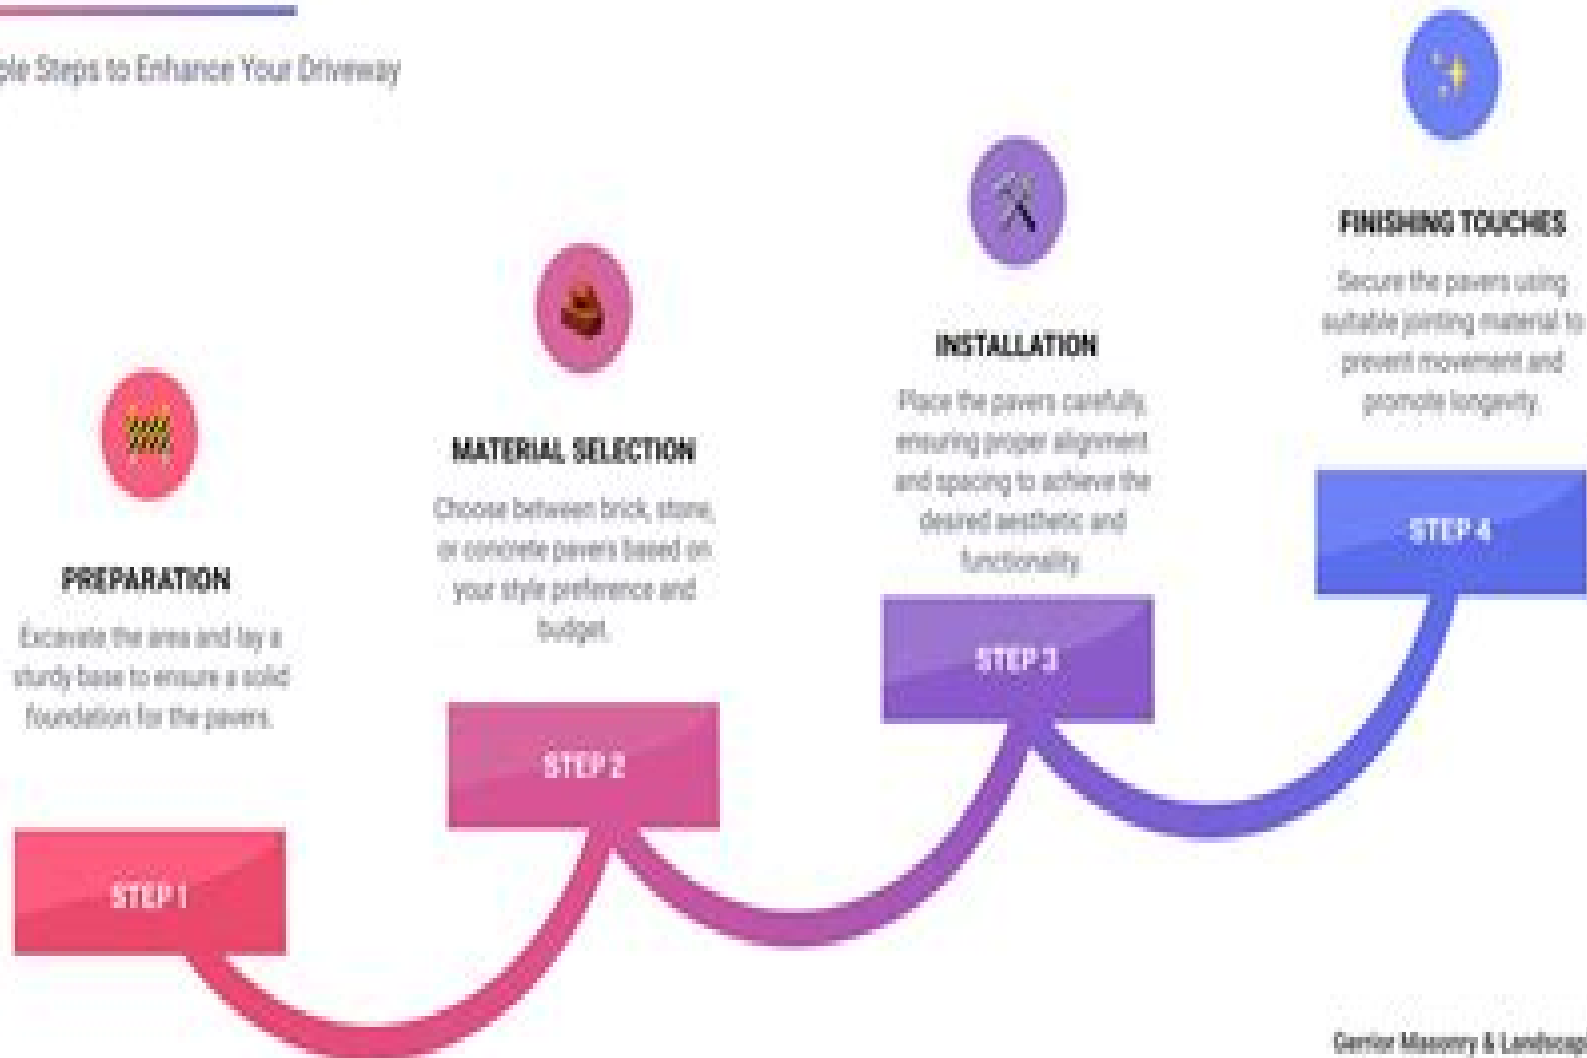 ple Steps to Enhance Your Driveway
PREPARATION
Excavate the area and lay a
sturdy base to ensure a solid
foundation for the pavers.
STEP 1
MATERIAL SELECTION
Choose between brick, stone,
or concrete pavers based on
your style preference and
budget.
STEP 2
INSTALLATION
Place the pavers carefully,
ensuring proper alignment
and spacing to achieve the
desired aesthetic and
functionality.
STEP 3
FINISHING TOUCHES
Secure the pavers using
suitable jointing material to
prevent movement and
promote longevity.
STEP 4
Gerrior Masonry & Landscap